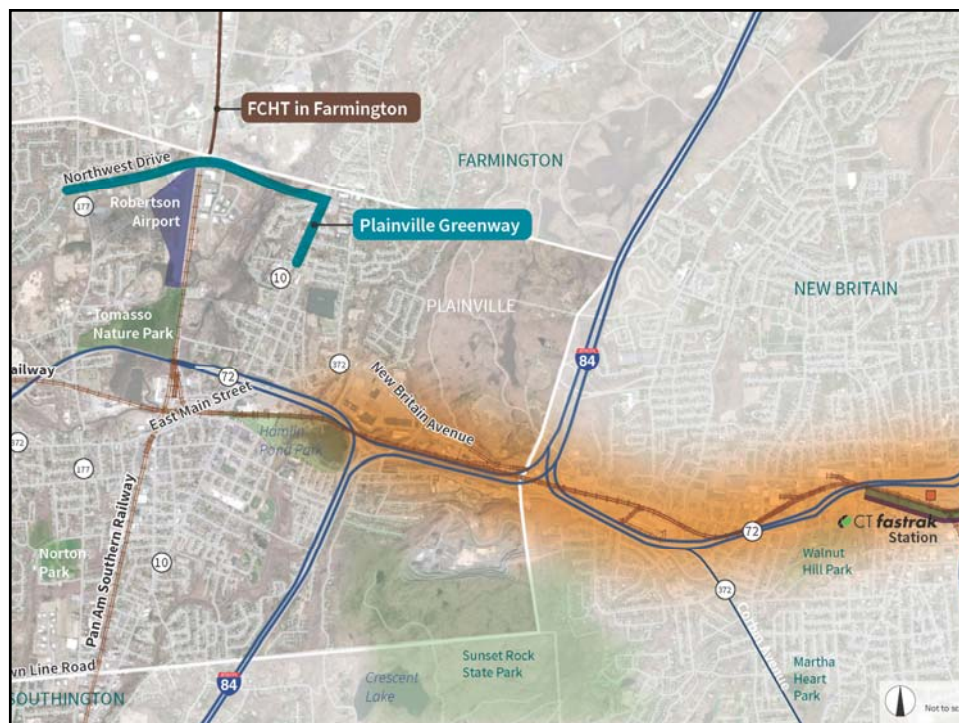 FCHT in Farmington
Northwest Drive
FARMINGTON
177
Robertson
Airport
Plainville Greenway
10
NEW BRITAIN
PLAINVILLE
Tomasso
Nature Park
84
372
ailway
72
New Britain Avenue
East Main Street
Hamlin
Pond Park
372
177
CTfastrak
Station
72
Walnut
Hill Park
Norton
Park
10
Pan Am Southern Railway
372
Sunset Rock
State Park
wn Line Road
84
Crescent
Lake
Martha
Heart
Park
SOUTHINGTON
Not to sc